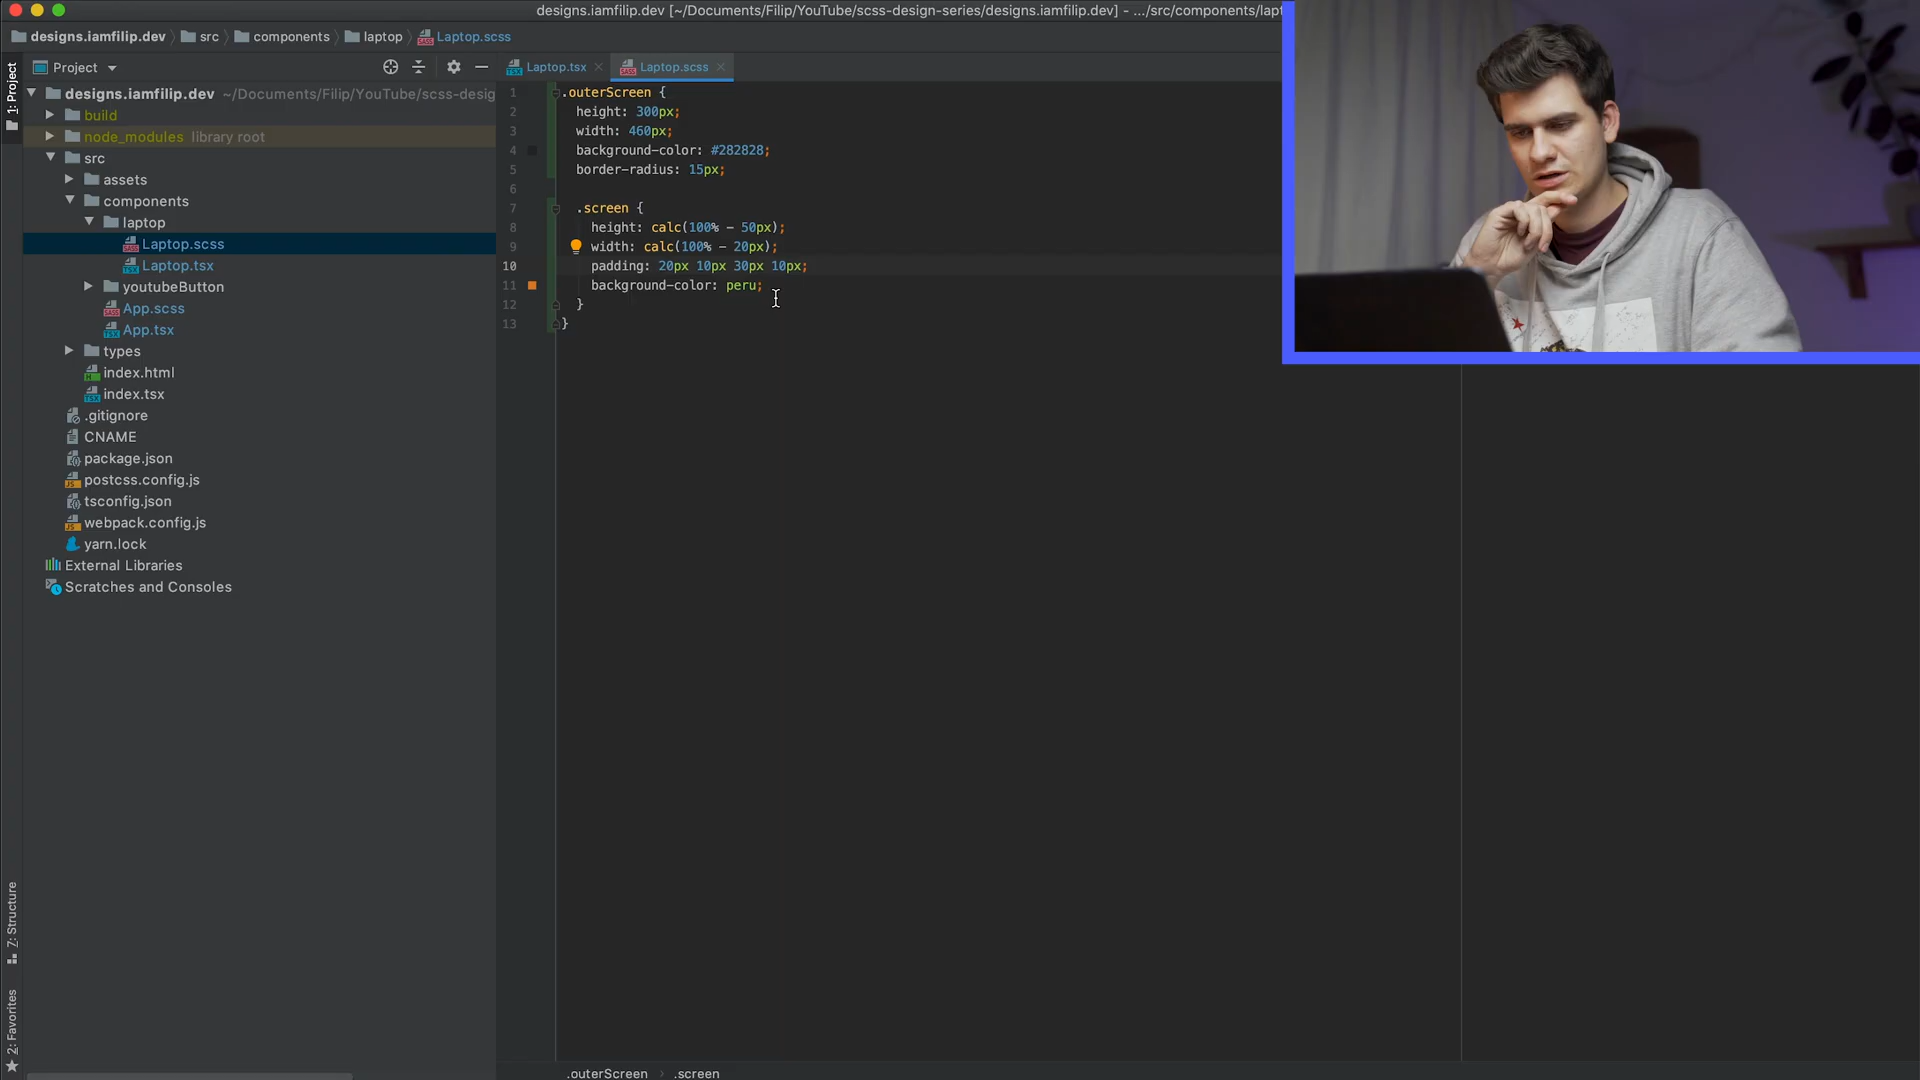 designs.iamfilip.dev [~/Documents/Filip/YouTube/scss-design-series/designs.iamfilip.dev] - .../src/components/lapt
designs.iamfilip.dev src components laptop Laptop.scss
1: Project
Project
Laptop.tsx Laptop.scss
designs.iamfilip.dev ~/Documents/Filip/YouTube/scss-desig
build
node_modules library root
src
assets
components
laptop
Laptop.scss
Laptop.tsx
youtubeButton
App.scss
App.tsx
types
index.html
index.tsx
.gitignore
CNAME
package.json
postcss.config.js
tsconfig.json
webpack.config.js
yarn.lock
External Libraries
Scratches and Consoles
7: Structure
2: Favorites
1 .outerScreen {
2 height: 300px;
3 width: 460px;
4 background-color: #282828;
5 border-radius: 15px;
6
7 .screen {
8 height: calc(100% - 50px);
9 width: calc(100% - 20px);
10 padding: 20px 10px 30px 10px;
11 background-color: peru;
12 }
13 }
.outerScreen › .screen